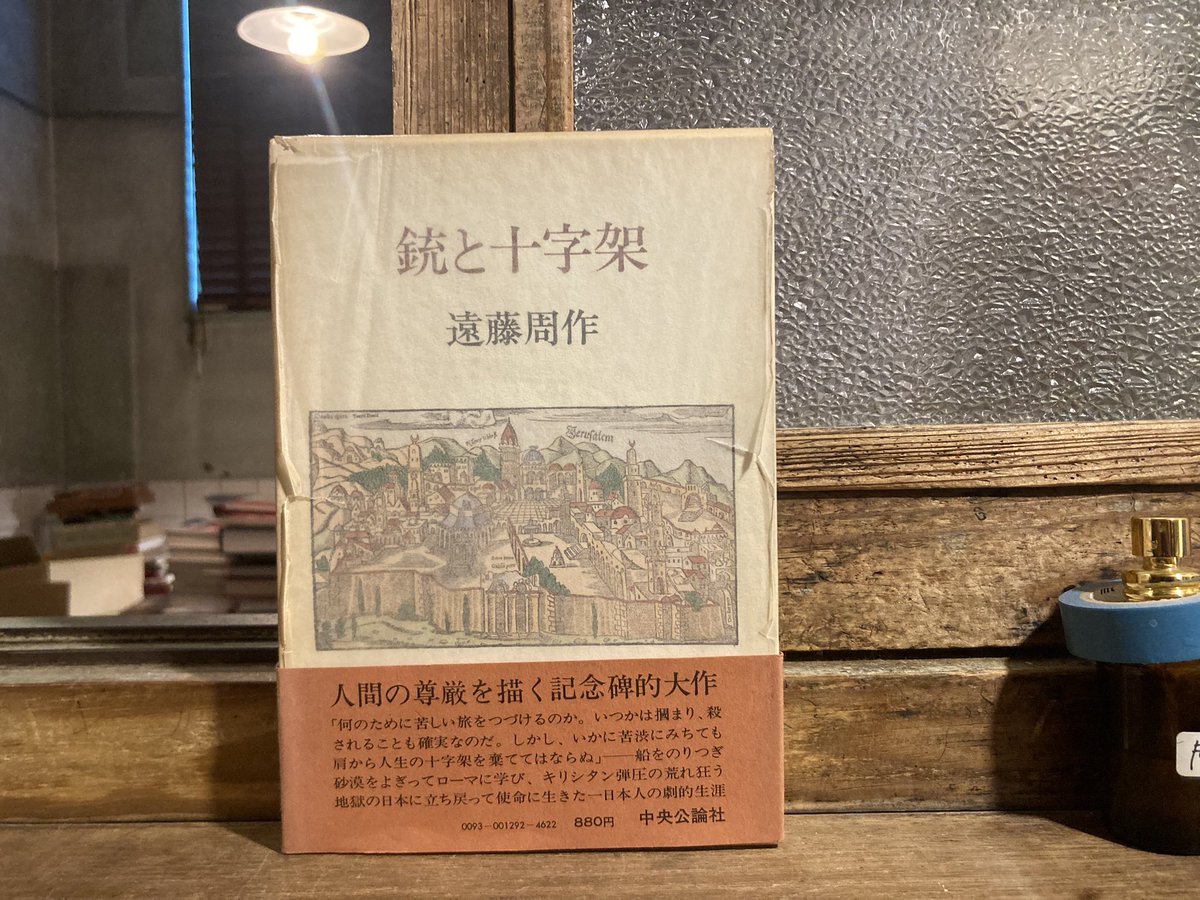 銃と十字架
遠藤周作
Jerusalem
人間の尊厳を描く記念碑的大作
「何のために苦しい旅をつづけるのか。いつかは摑まり、殺
されることも確実なのだ。しかし、いかに苦渋にみちても
肩から人生の十字架を棄ててはならぬ」──船をのりつぎ
砂漠をよぎってローマに学び、キリシタン弾圧の荒れ狂う
地獄の日本に立ち戻って使命に生きた一日本人の劇的生涯
0093-001292-4622 880円 中央公論社